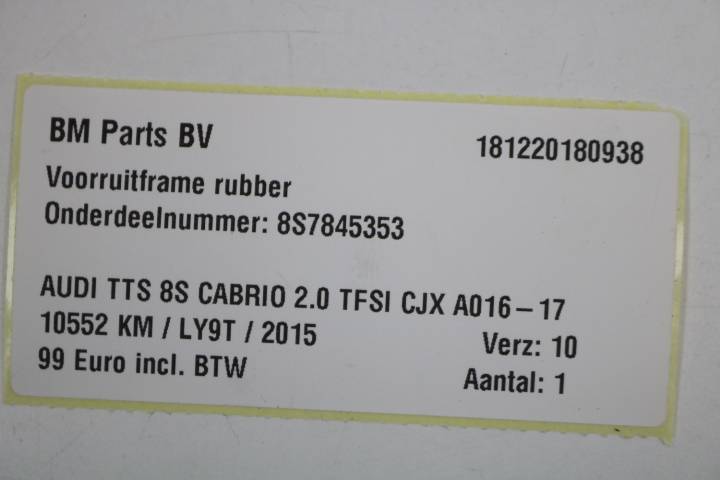 BM Parts BV
181220180938
Voorruitframe rubber
Onderdeelnummer: 8S7845353
AUDI TTS 8S CABRIO 2.0 TFSI CJX A016-17
10552 KM / LY9T / 2015
Verz: 10
99 Euro incl. BTW
Aantal: 1